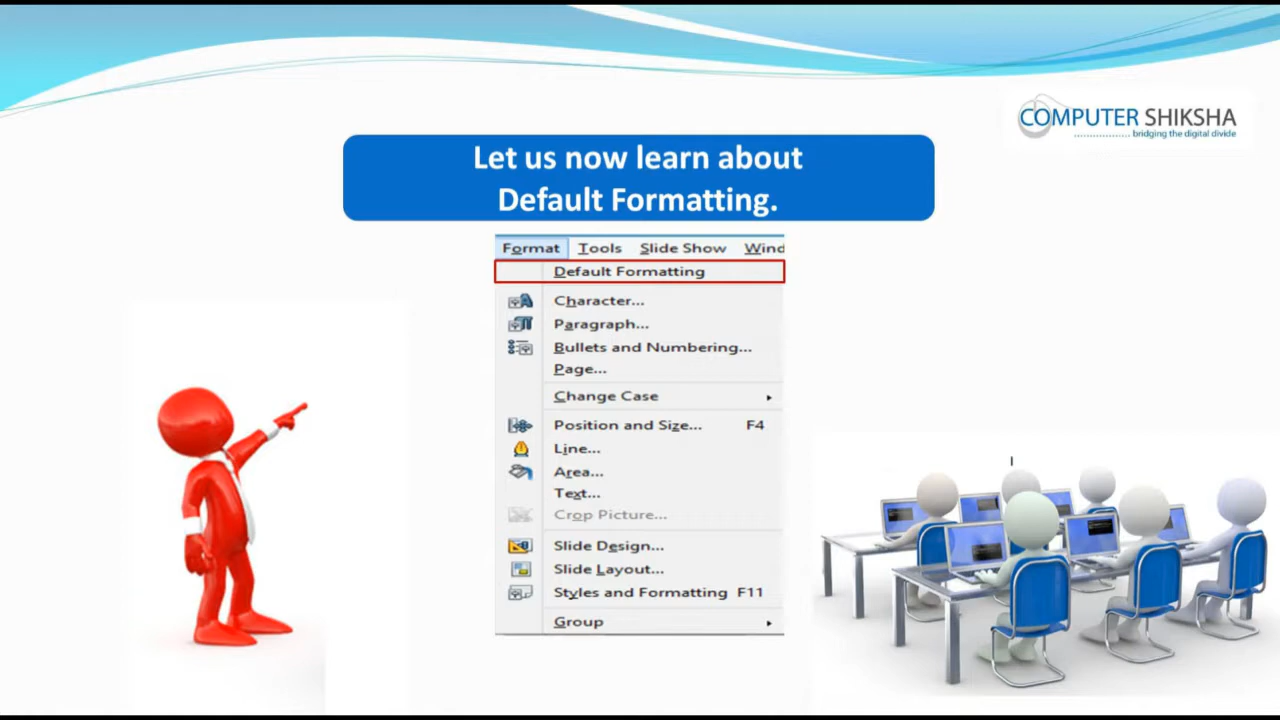 COMPUTER SHIKSHA
bridging the digital divide
Let us now learn about
Default Formatting.
Format Tools Slide Show Wind
Default Formatting
Character...
Paragraph...
Bullets and Numbering...
Page...
Change Case
Position and Size... F4
Line...
Area...
Text...
Crop Picture...
Slide Design...
Slide Layout...
Styles and Formatting F11
Group